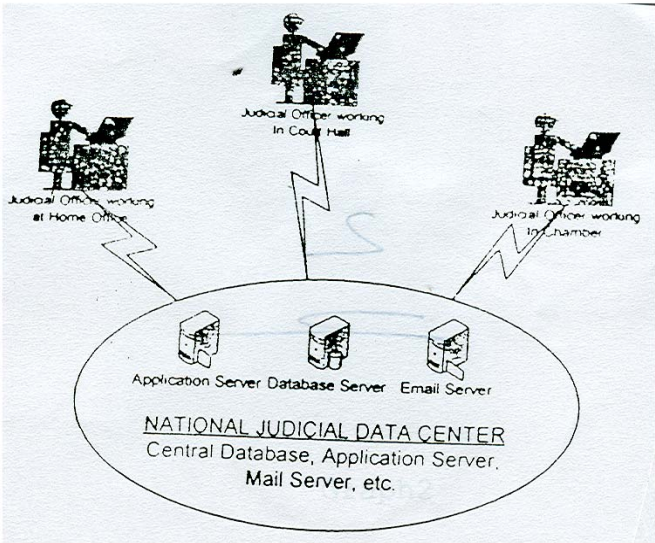 Judicial Officer working
In Court Hall
Judicial Officer working
at Home Office
Judicial Officer working
In Chamber
Application Server Database Server Email Server
NATIONAL JUDICIAL DATA CENTER
Central Database, Application Server,
Mail Server, etc.